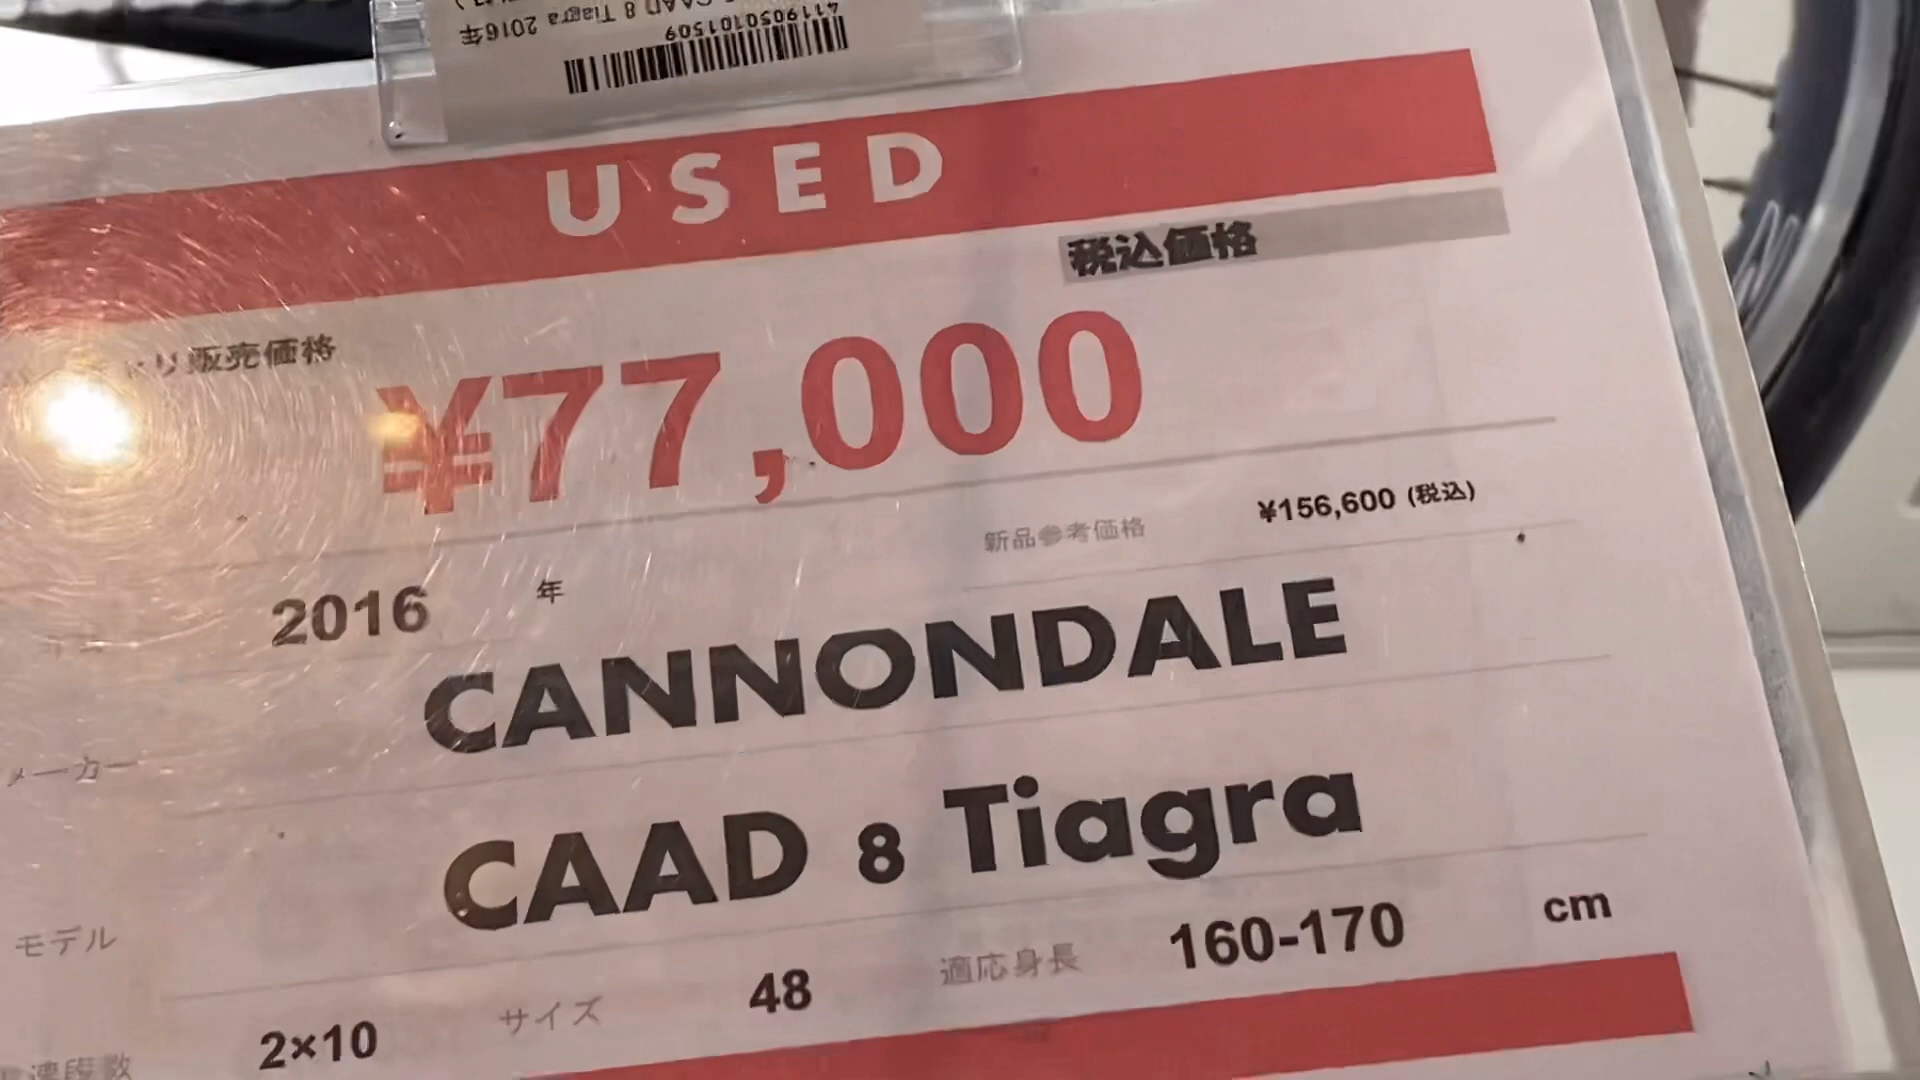 CAAD 8 Tiagra 2016年
4119050101509
USED
税込価格
販売価格
¥77,000
新品参考価格 ¥156,600 (税込)
2016 年
メーカー CANNONDALE
モデル CAAD 8 Tiagra
2×10 サイズ 48 適応身長 160-170 cm